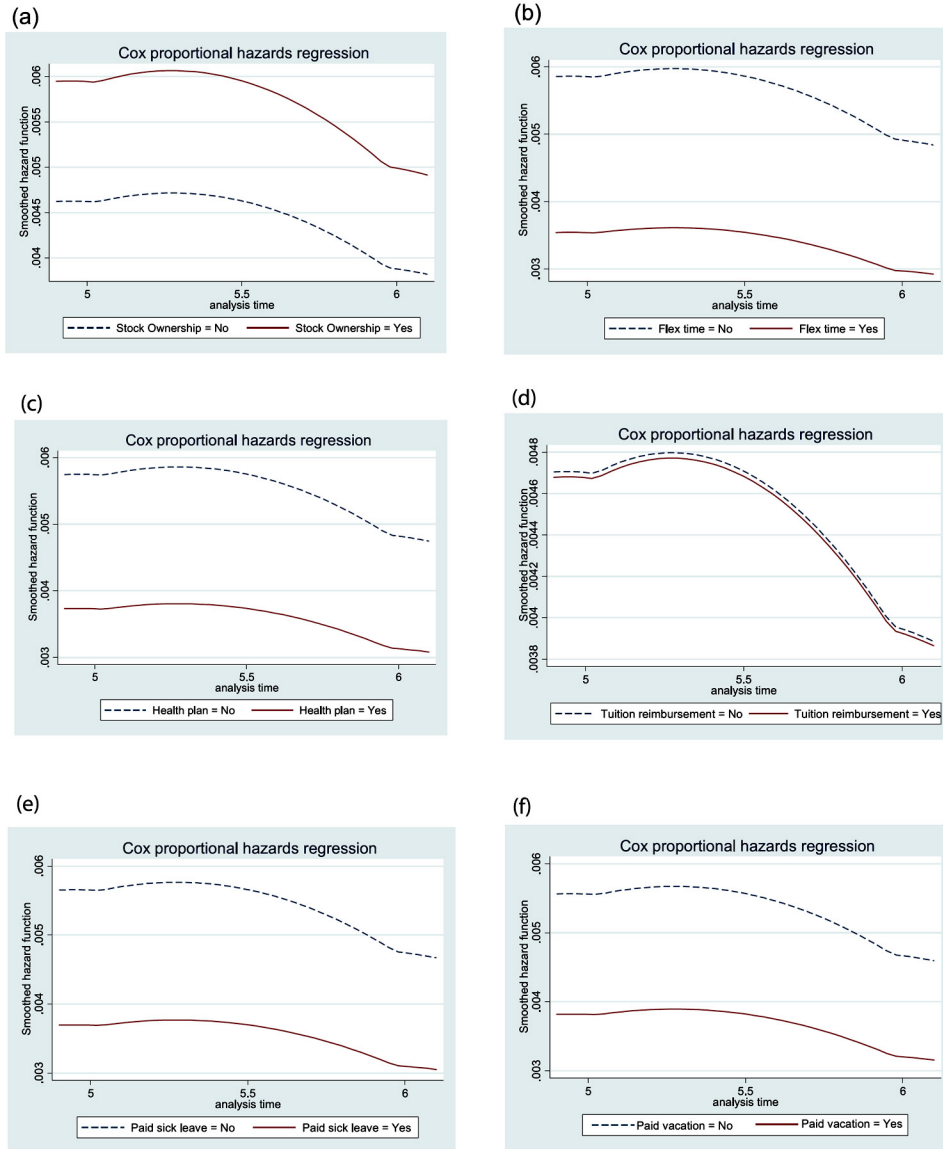 (a)
Cox proportional hazards regression
Smoothed hazard function
.006
.0055
.005
.0045
.004
5 5.5 6
analysis time
Stock Ownership = No Stock Ownership = Yes
(b)
Cox proportional hazards regression
Smoothed hazard function
.006
.005
.004
.003
5 5.5 6
analysis time
Flex time = No Flex time = Yes
(c)
Cox proportional hazards regression
Smoothed hazard function
.006
.005
.004
.003
5 5.5 6
analysis time
Health plan = No Health plan = Yes
(d)
Cox proportional hazards regression
Smoothed hazard function
.0048
.0046
.0044
.0042
.004
.0038
5 5.5 6
analysis time
Tuition reimbursement = No Tuition reimbursement = Yes
(e)
Cox proportional hazards regression
Smoothed hazard function
.006
.005
.004
.003
5 5.5 6
analysis time
Paid sick leave = No Paid sick leave = Yes
(f)
Cox proportional hazards regression
Smoothed hazard function
.006
.005
.004
.003
5 5.5 6
analysis time
Paid vacation = No Paid vacation = Yes